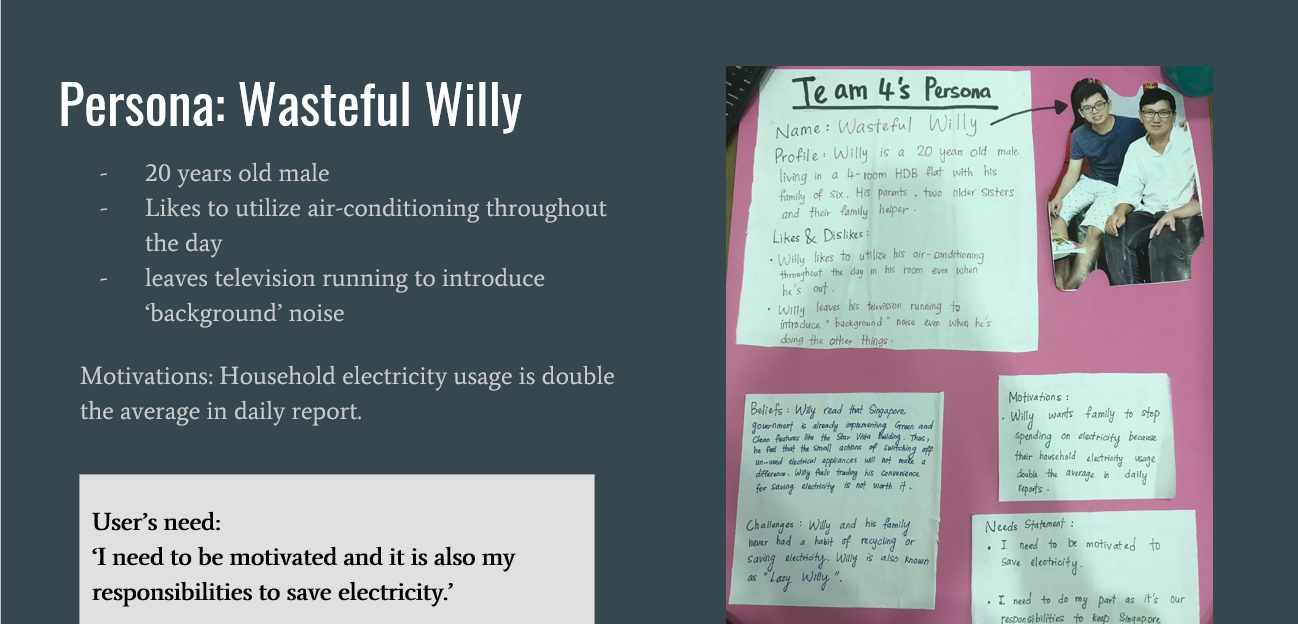 Persona: Wasteful Willy
- 20 years old male
- Likes to utilize air-conditioning throughout
the day
- leaves television running to introduce
‘background’ noise
Motivations: Household electricity usage is double
the average in daily report.
User’s need:
‘I need to be motivated and it is also my
responsibilities to save electricity.’
Team 4's Persona
Name: Wasteful Willy
Profile: Willy is a 20 years old male
living in a 4-room HDB flat with his
family of six. His parents, two older sisters
and their family helper.
Likes & Dislikes:
• Willy likes to utilize his air-conditioning
throughout the day in his room even when
he's out.
• Willy leaves his television running to
introduce "background" noise even when he's
doing the other things.
Beliefs: Willy read that Singapore
government is already implementing Green and
Clean features like the Star Vista Building. Thus,
he feel that the small actions of switching off
un-used electrical appliances will not make a
difference. Willy feels trading his convenience
for saving electricity is not worth it.
Challenges: Willy and his family
never had a habit of recycling or
saving electricity. Willy is also known
as "Lazy Willy".
Motivations:
• Willy wants family to stop
spending on electricity because
their household electricity usage
double the average in daily
reports.
Needs Statement:
• I need to be motivated to
save electricity.
• I need to do my part as it's our
responsibilities to keep Singapore